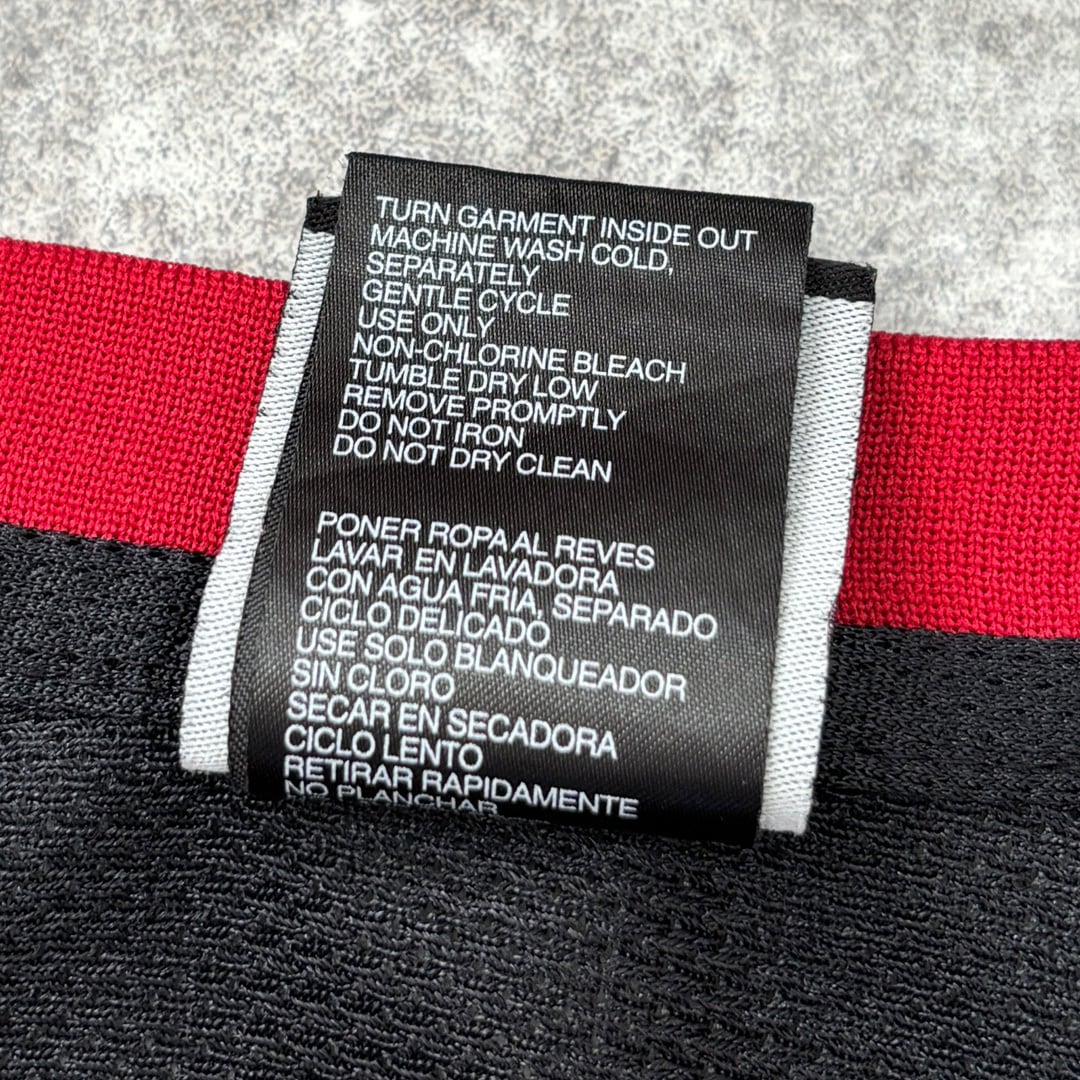 TURN GARMENT INSIDE OUT
MACHINE WASH COLD,
SEPARATELY
GENTLE CYCLE
USE ONLY
NON-CHLORINE BLEACH
TUMBLE DRY LOW
REMOVE PROMPTLY
DO NOT IRON
DO NOT DRY CLEAN
PONER ROPA AL REVES
LAVAR EN LAVADORA
CON AGUA FRIA, SEPARADO
CICLO DELICADO
USE SOLO BLANQUEADOR
SIN CLORO
SECAR EN SECADORA
CICLO LENTO
RETIRAR RAPIDAMENTE
NO PLANCHAR